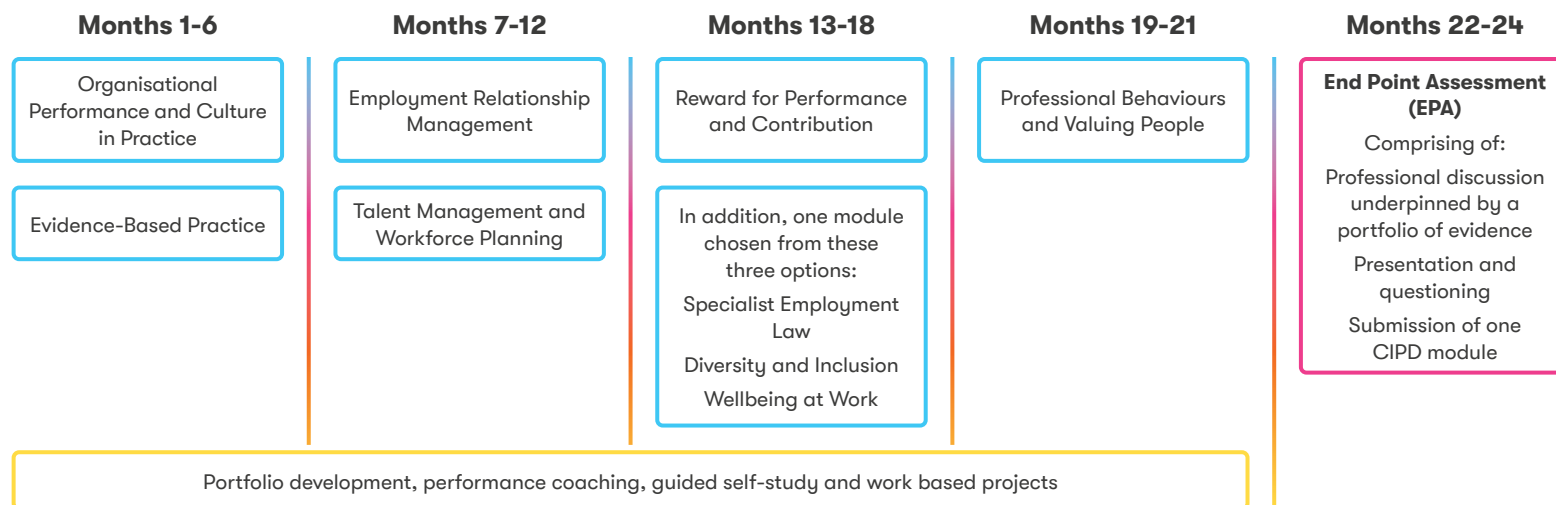 Months 1-6
Organisational
Performance and Culture
in Practice
Evidence-Based Practice
Months 7-12
Employment Relationship
Management
Talent Management and
Workforce Planning
Months 13-18
Reward for Performance
and Contribution
In addition, one module
chosen from these
three options:
Specialist Employment
Law
Diversity and Inclusion
Wellbeing at Work
Months 19-21
Professional Behaviours
and Valuing People
Months 22-24
End Point Assessment
(EPA)
Comprising of:
Professional discussion
underpinned by a
portfolio of evidence
Presentation and
questioning
Submission of one
CIPD module
Portfolio development, performance coaching, guided self-study and work based projects